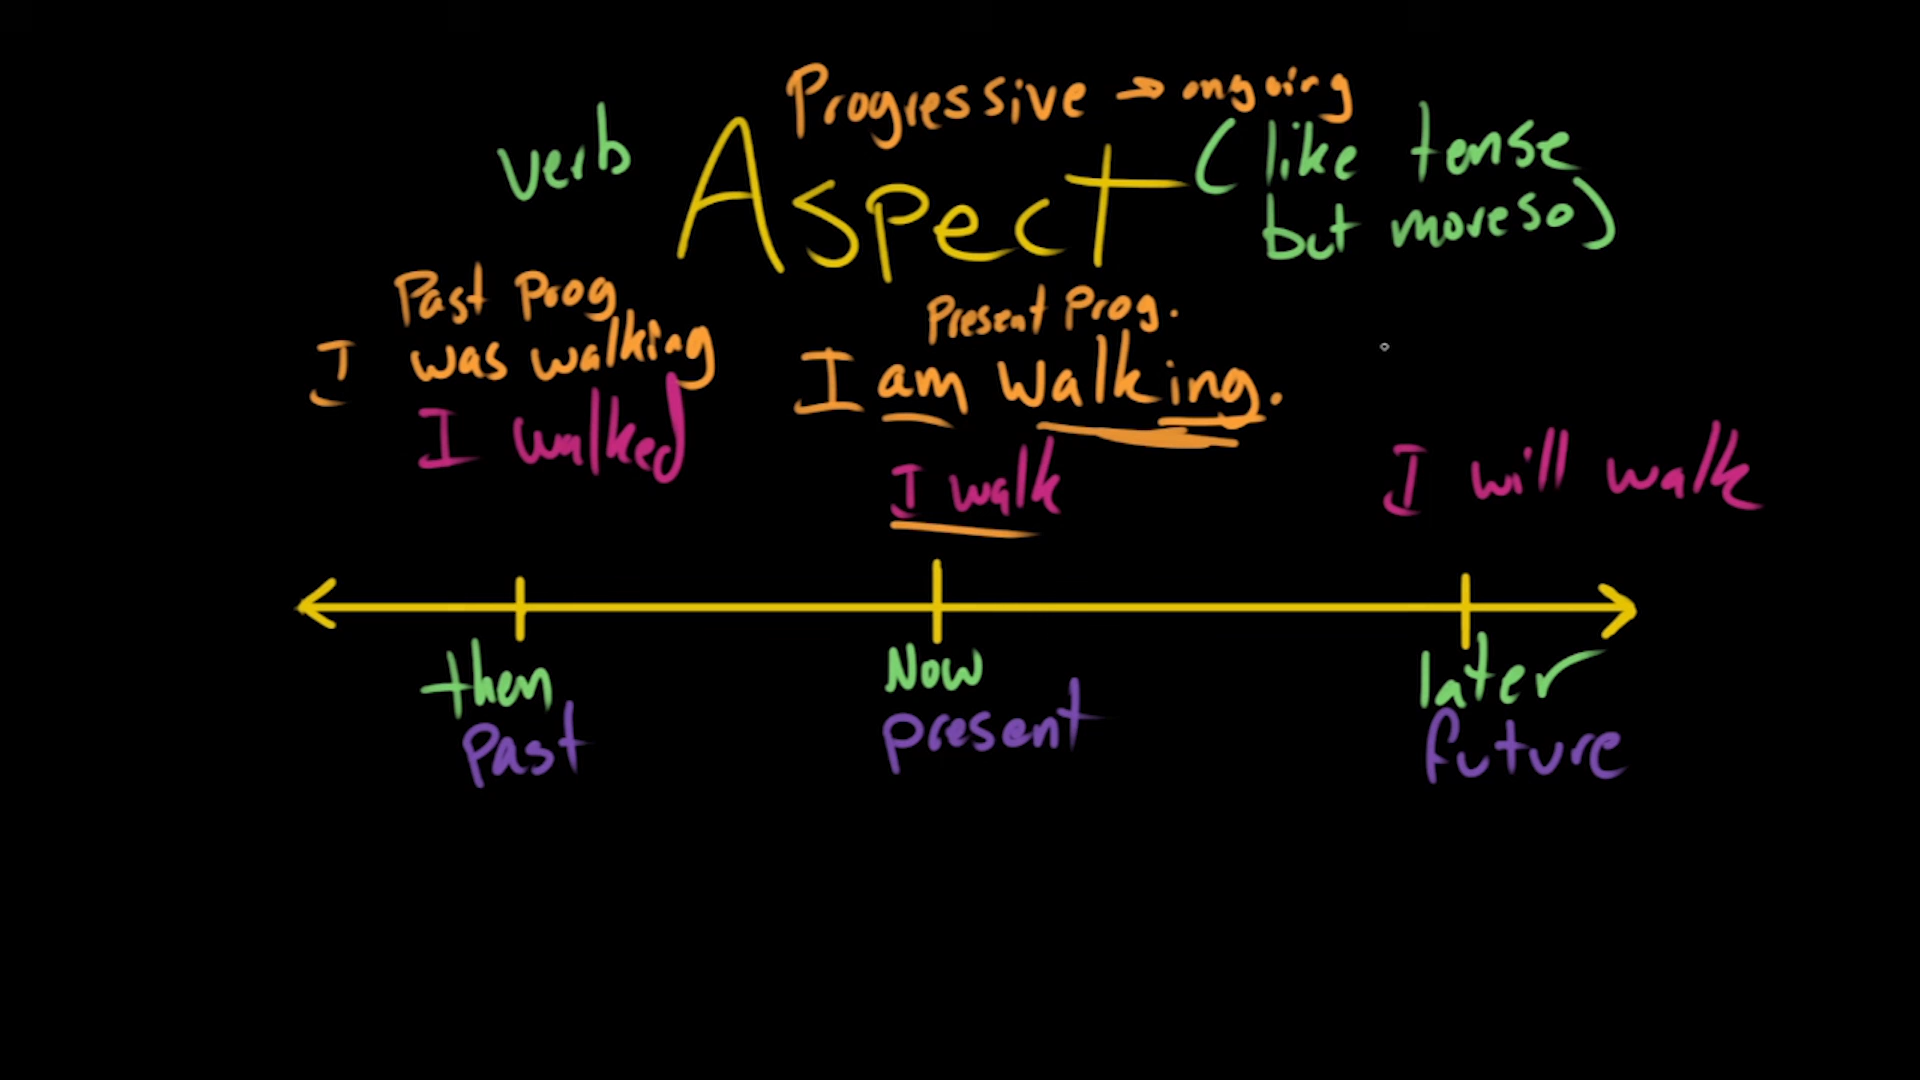 Progressive → ongoing
verb Aspect (like tense
but moreso)
Past Prog.
I was walking
I walked
Present Prog.
I am walking.
I walk
I will walk
then
Past
Now
present
later
future